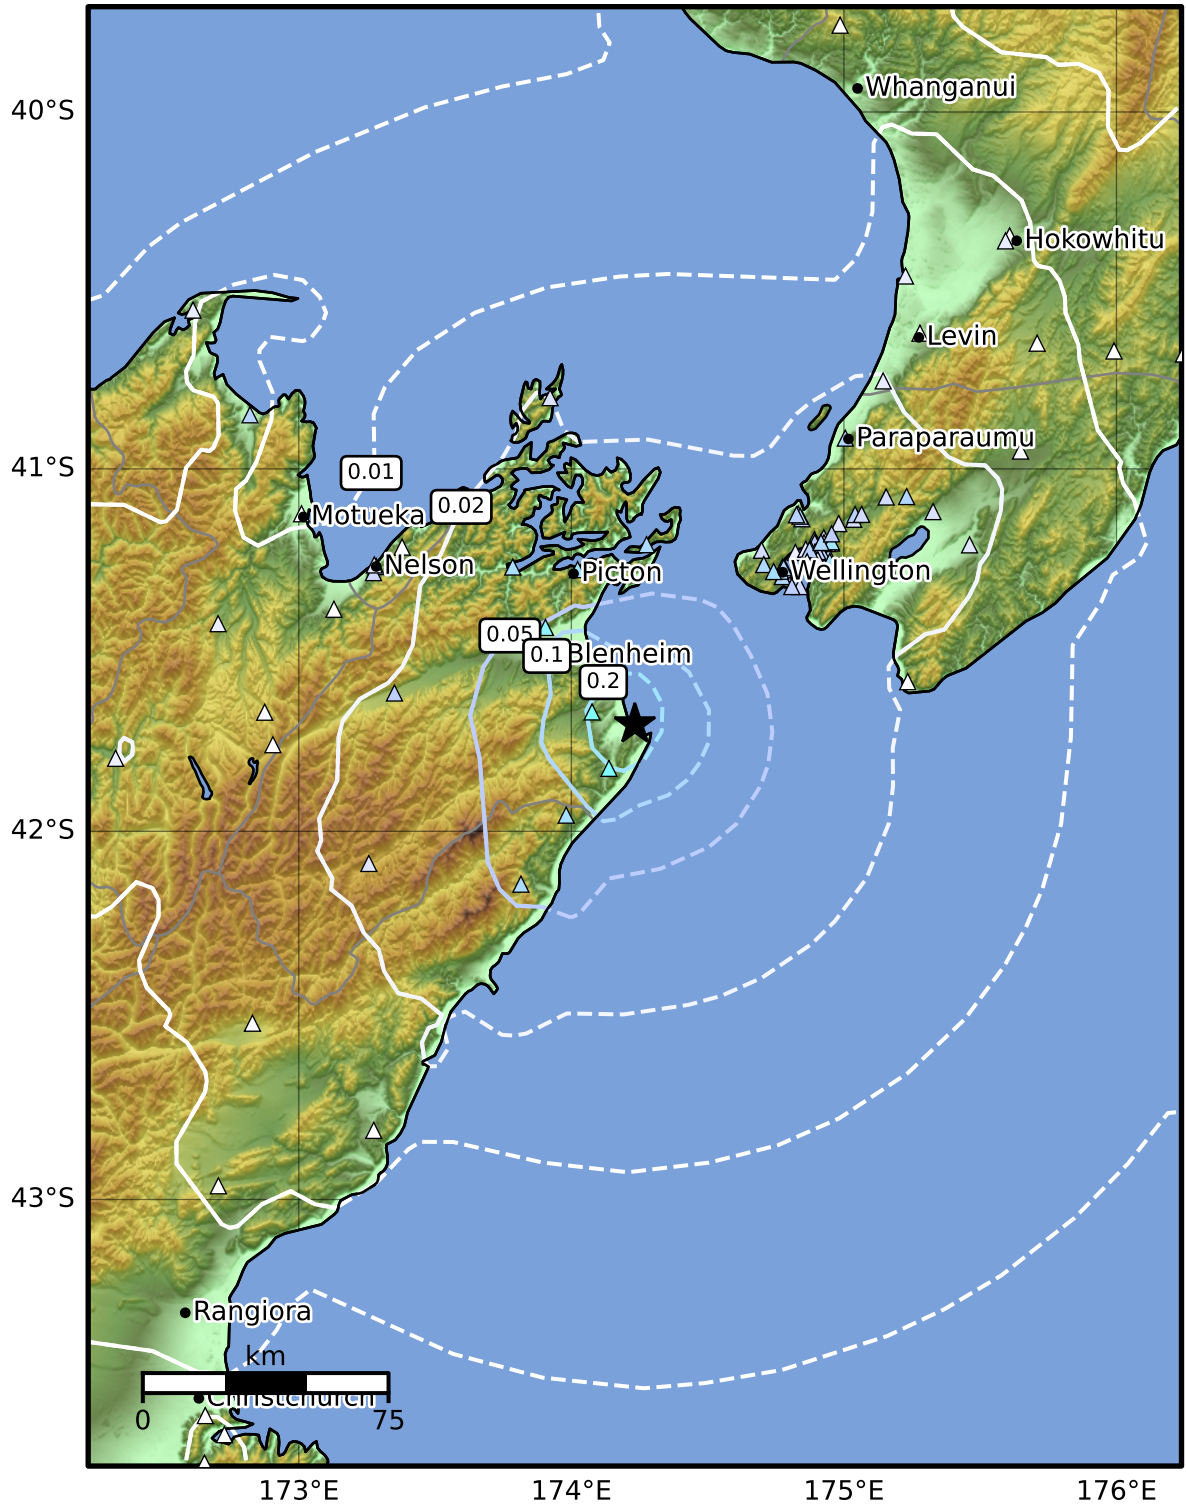 Whanganui
40°S
Hokowhitu
Levin
Paraparaumu
41°S
0.01
0.02
Motueka
Nelson
Picton
Wellington
0.05
0.1
Blenheim
0.2
42°S
43°S
Rangiora
km
Christchurch
0
75
173°E
174°E
175°E
176°E